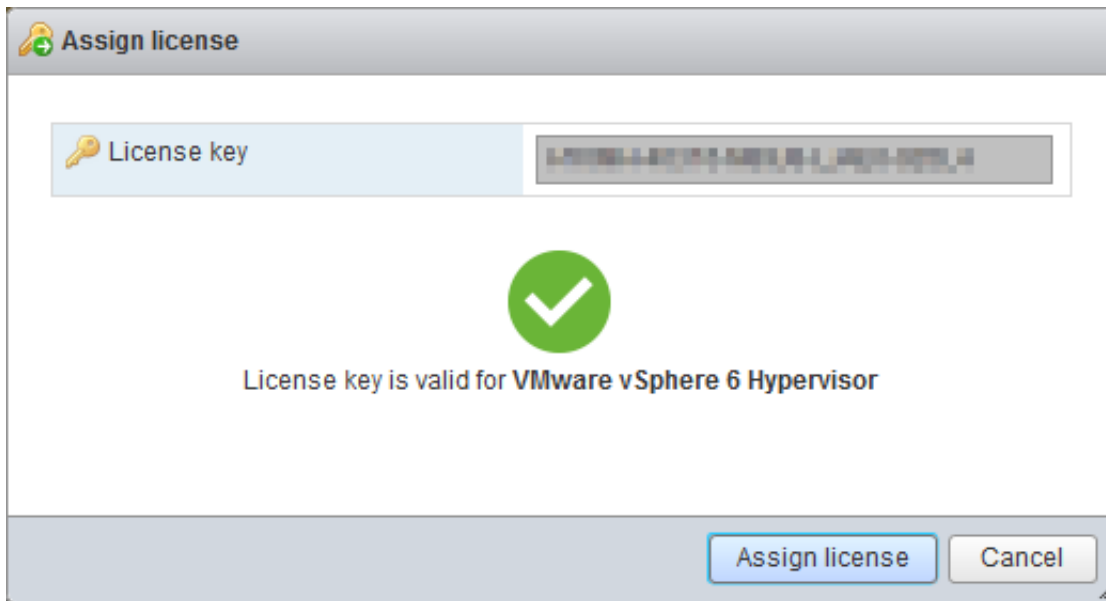 Assign license
License key
License key is valid for VMware vSphere 6 Hypervisor
Assign license
Cancel